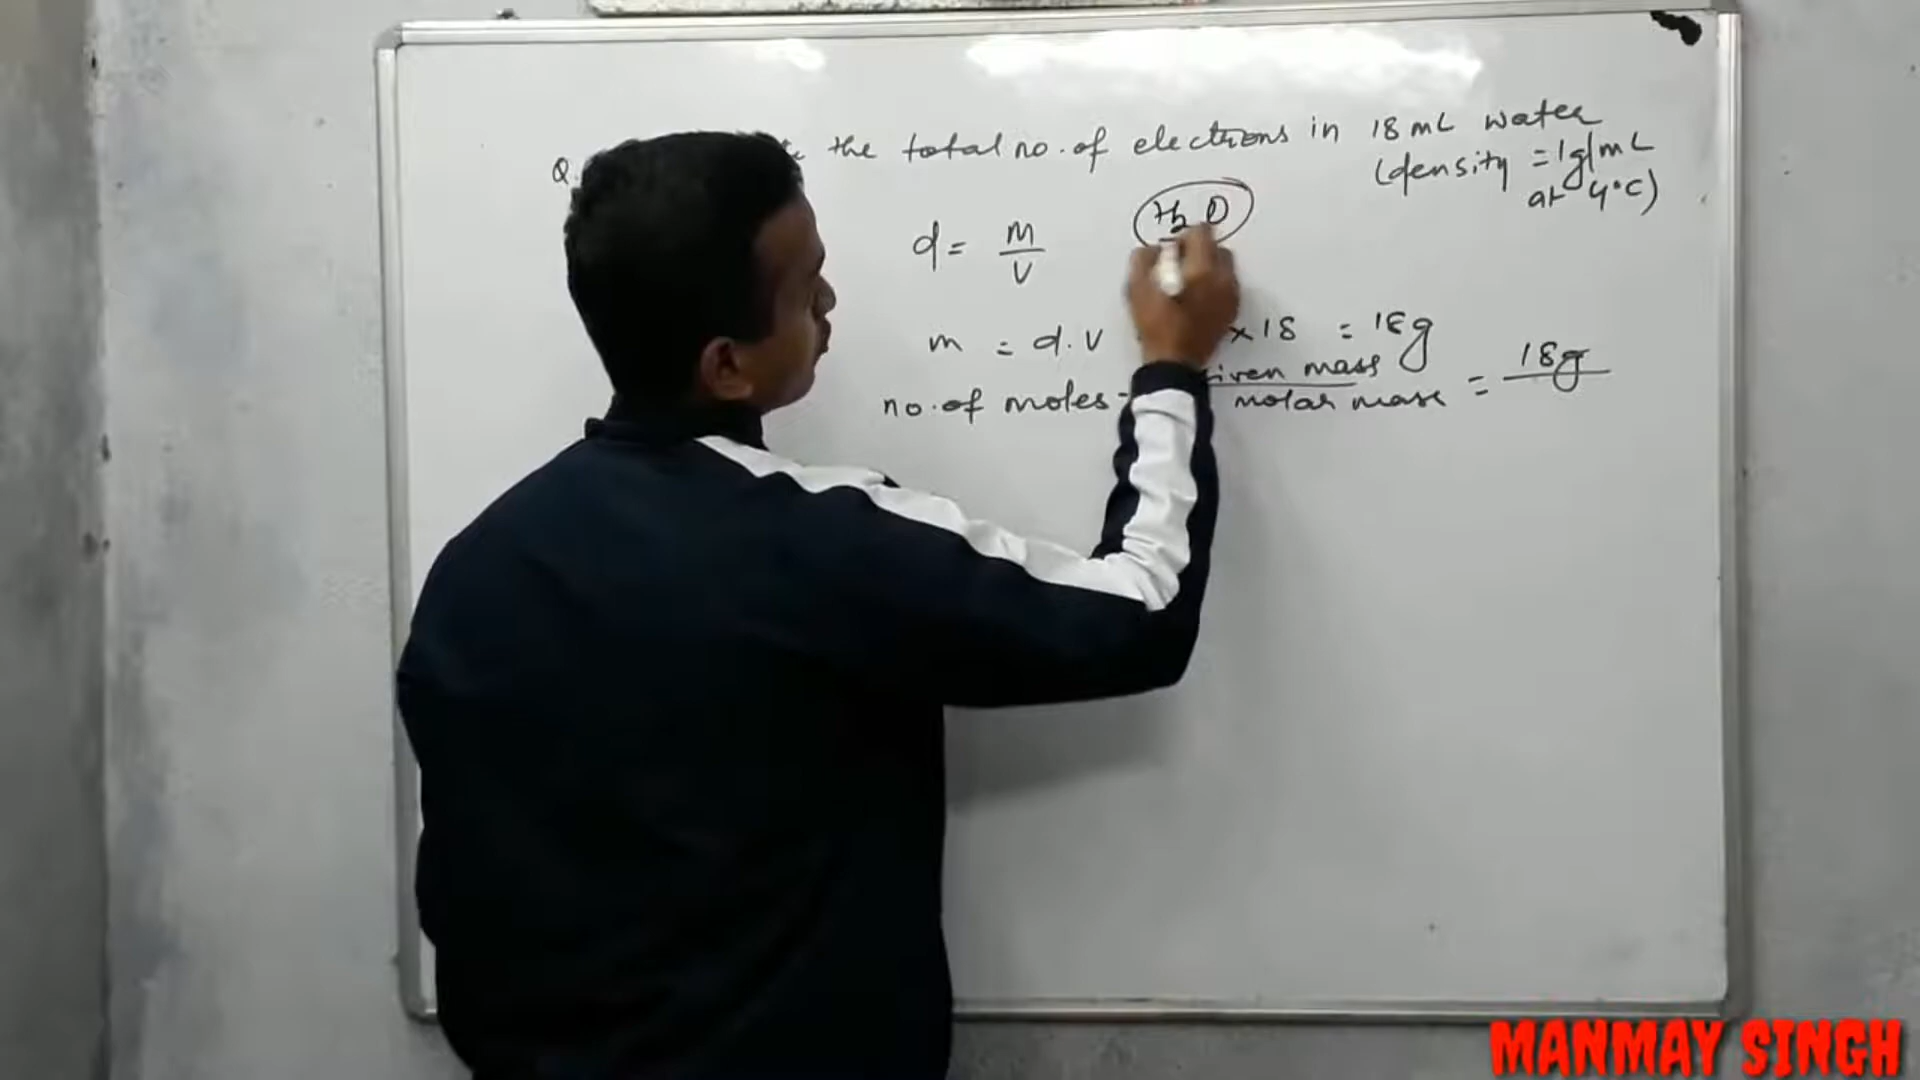 Q. the total no. of electrons in 18 mL water
(density = 1g/mL
at 4°C)
H2O
d = m/v
m = d.v × 18 = 18g
no. of moles = given mass/molar mass = 18g
MANMAY SINGH